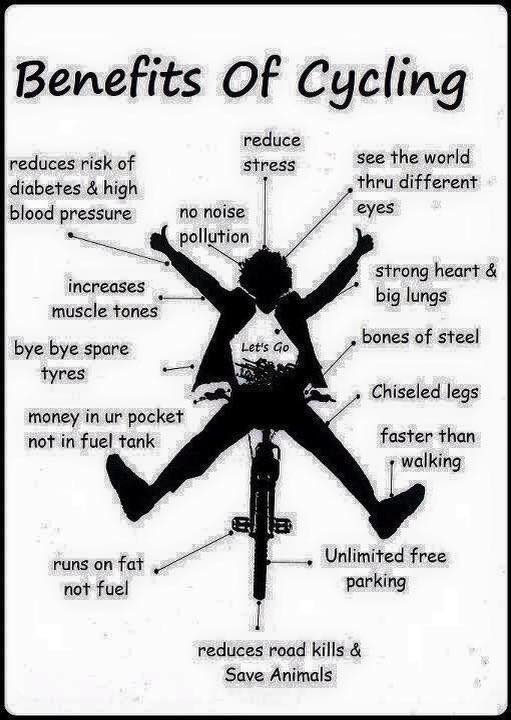 Benefits Of Cycling
reduce
stress
reduces risk of
diabetes & high
blood pressure
see the world
thru different
eyes
no noise
pollution
strong heart &
big lungs
increases
muscle tones
Let's Go
bones of steel
bye bye spare
tyres
Chiseled legs
money in ur pocket
not in fuel tank
faster than
walking
runs on fat
not fuel
Unlimited free
parking
reduces road kills &
Save Animals